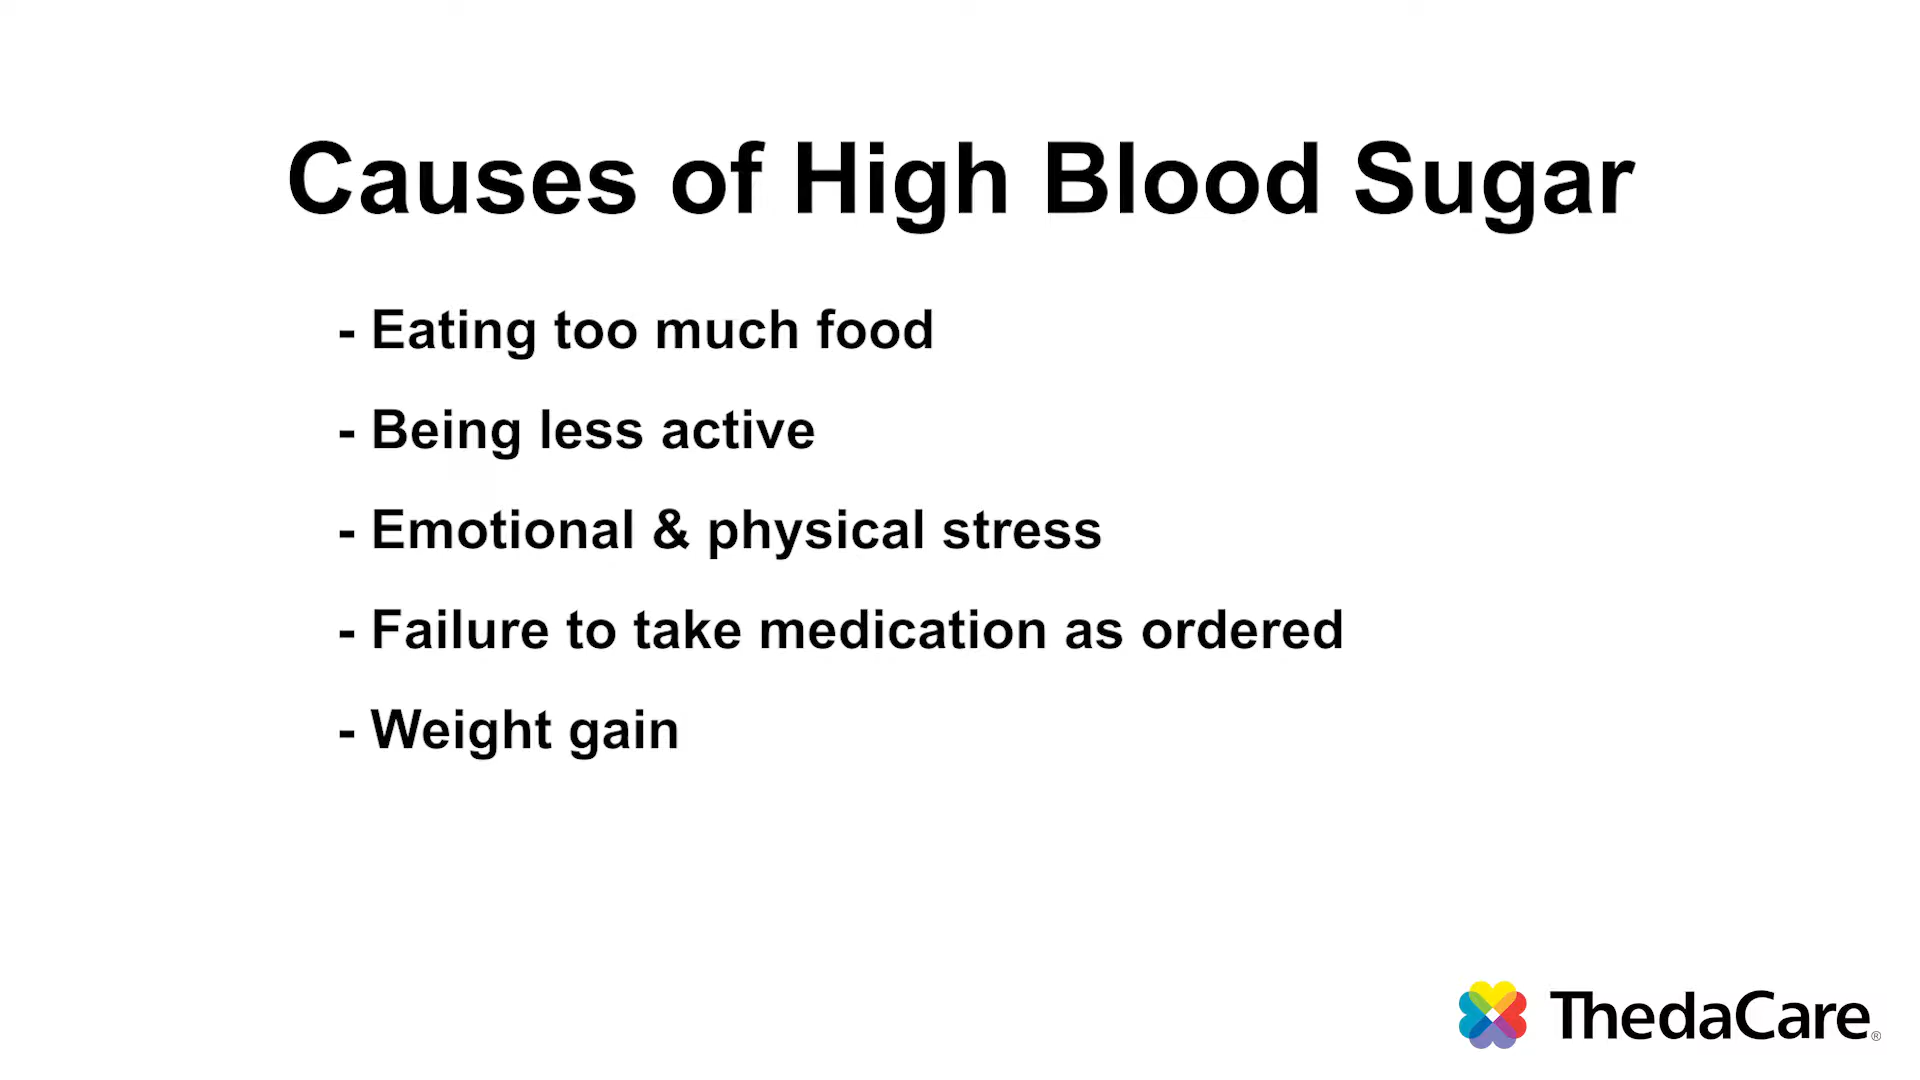 Causes of High Blood Sugar
- Eating too much food
- Being less active
- Emotional & physical stress
- Failure to take medication as ordered
- Weight gain
ThedaCare®